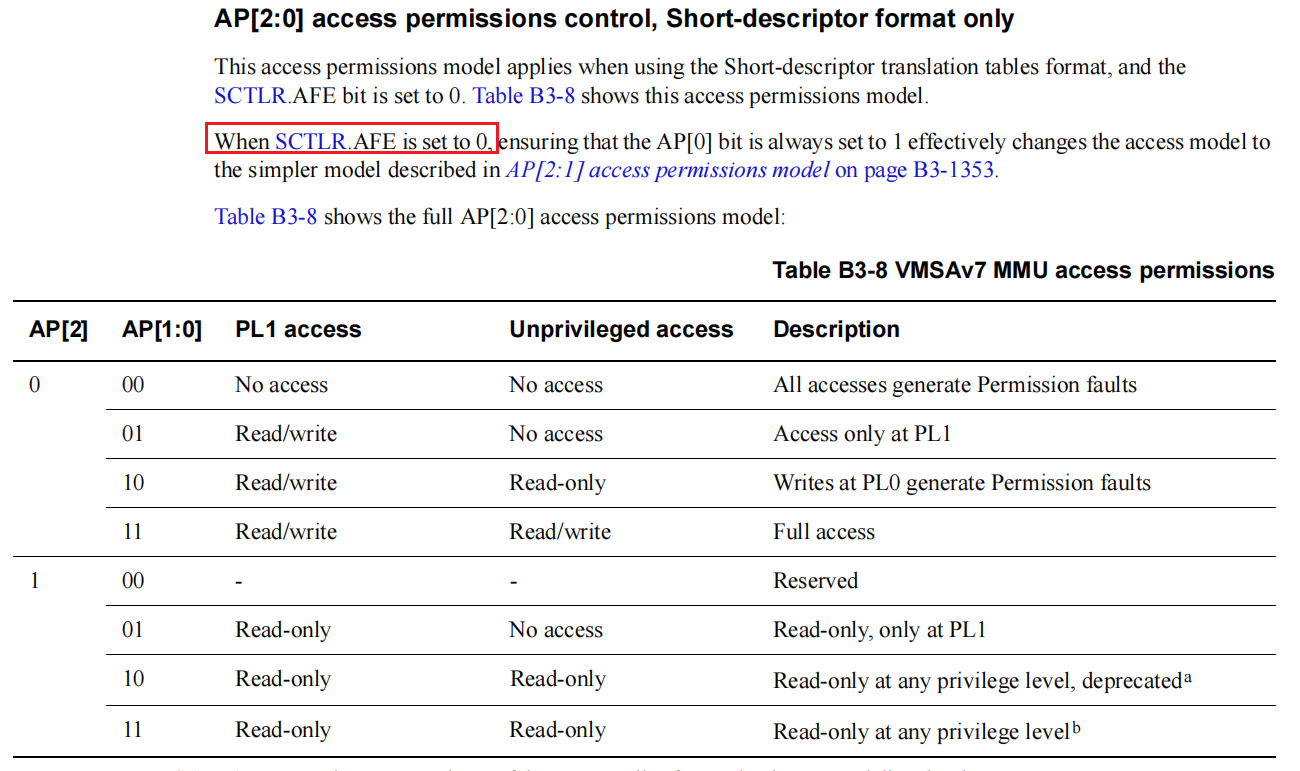 AP[2:0] access permissions control, Short-descriptor format only
This access permissions model applies when using the Short-descriptor translation tables format, and the
SCTLR.AFE bit is set to 0. Table B3-8 shows this access permissions model.
When SCTLR.AFE is set to 0, ensuring that the AP[0] bit is always set to 1 effectively changes the access model to
the simpler model described in AP[2:1] access permissions model on page B3-1353.
Table B3-8 shows the full AP[2:0] access permissions model:
Table B3-8 VMSAv7 MMU access permissions
AP[2] AP[1:0] PL1 access Unprivileged access Description
0 00 No access No access All accesses generate Permission faults
01 Read/write No access Access only at PL1
10 Read/write Read-only Writes at PL0 generate Permission faults
11 Read/write Read/write Full access
1 00 - - Reserved
01 Read-only No access Read-only, only at PL1
10 Read-only Read-only Read-only at any privilege level, deprecated a
11 Read-only Read-only Read-only at any privilege level b